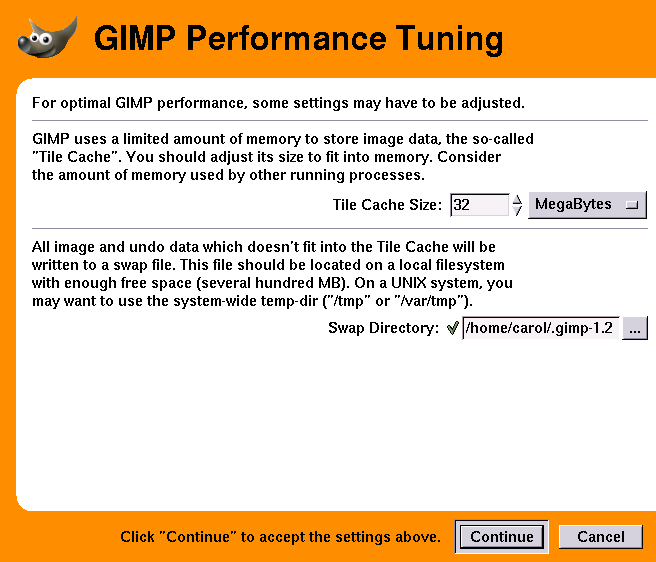 GIMP Performance Tuning
For optimal GIMP performance, some settings may have to be adjusted.
GIMP uses a limited amount of memory to store image data, the so-called
"Tile Cache". You should adjust its size to fit into memory. Consider
the amount of memory used by other running processes.
Tile Cache Size: 32 MegaBytes
All image and undo data which doesn't fit into the Tile Cache will be
written to a swap file. This file should be located on a local filesystem
with enough free space (several hundred MB). On a UNIX system, you
may want to use the system-wide temp-dir ("/tmp" or "/var/tmp").
Swap Directory: /home/carol/.gimp-1.2 ...
Click "Continue" to accept the settings above. Continue Cancel